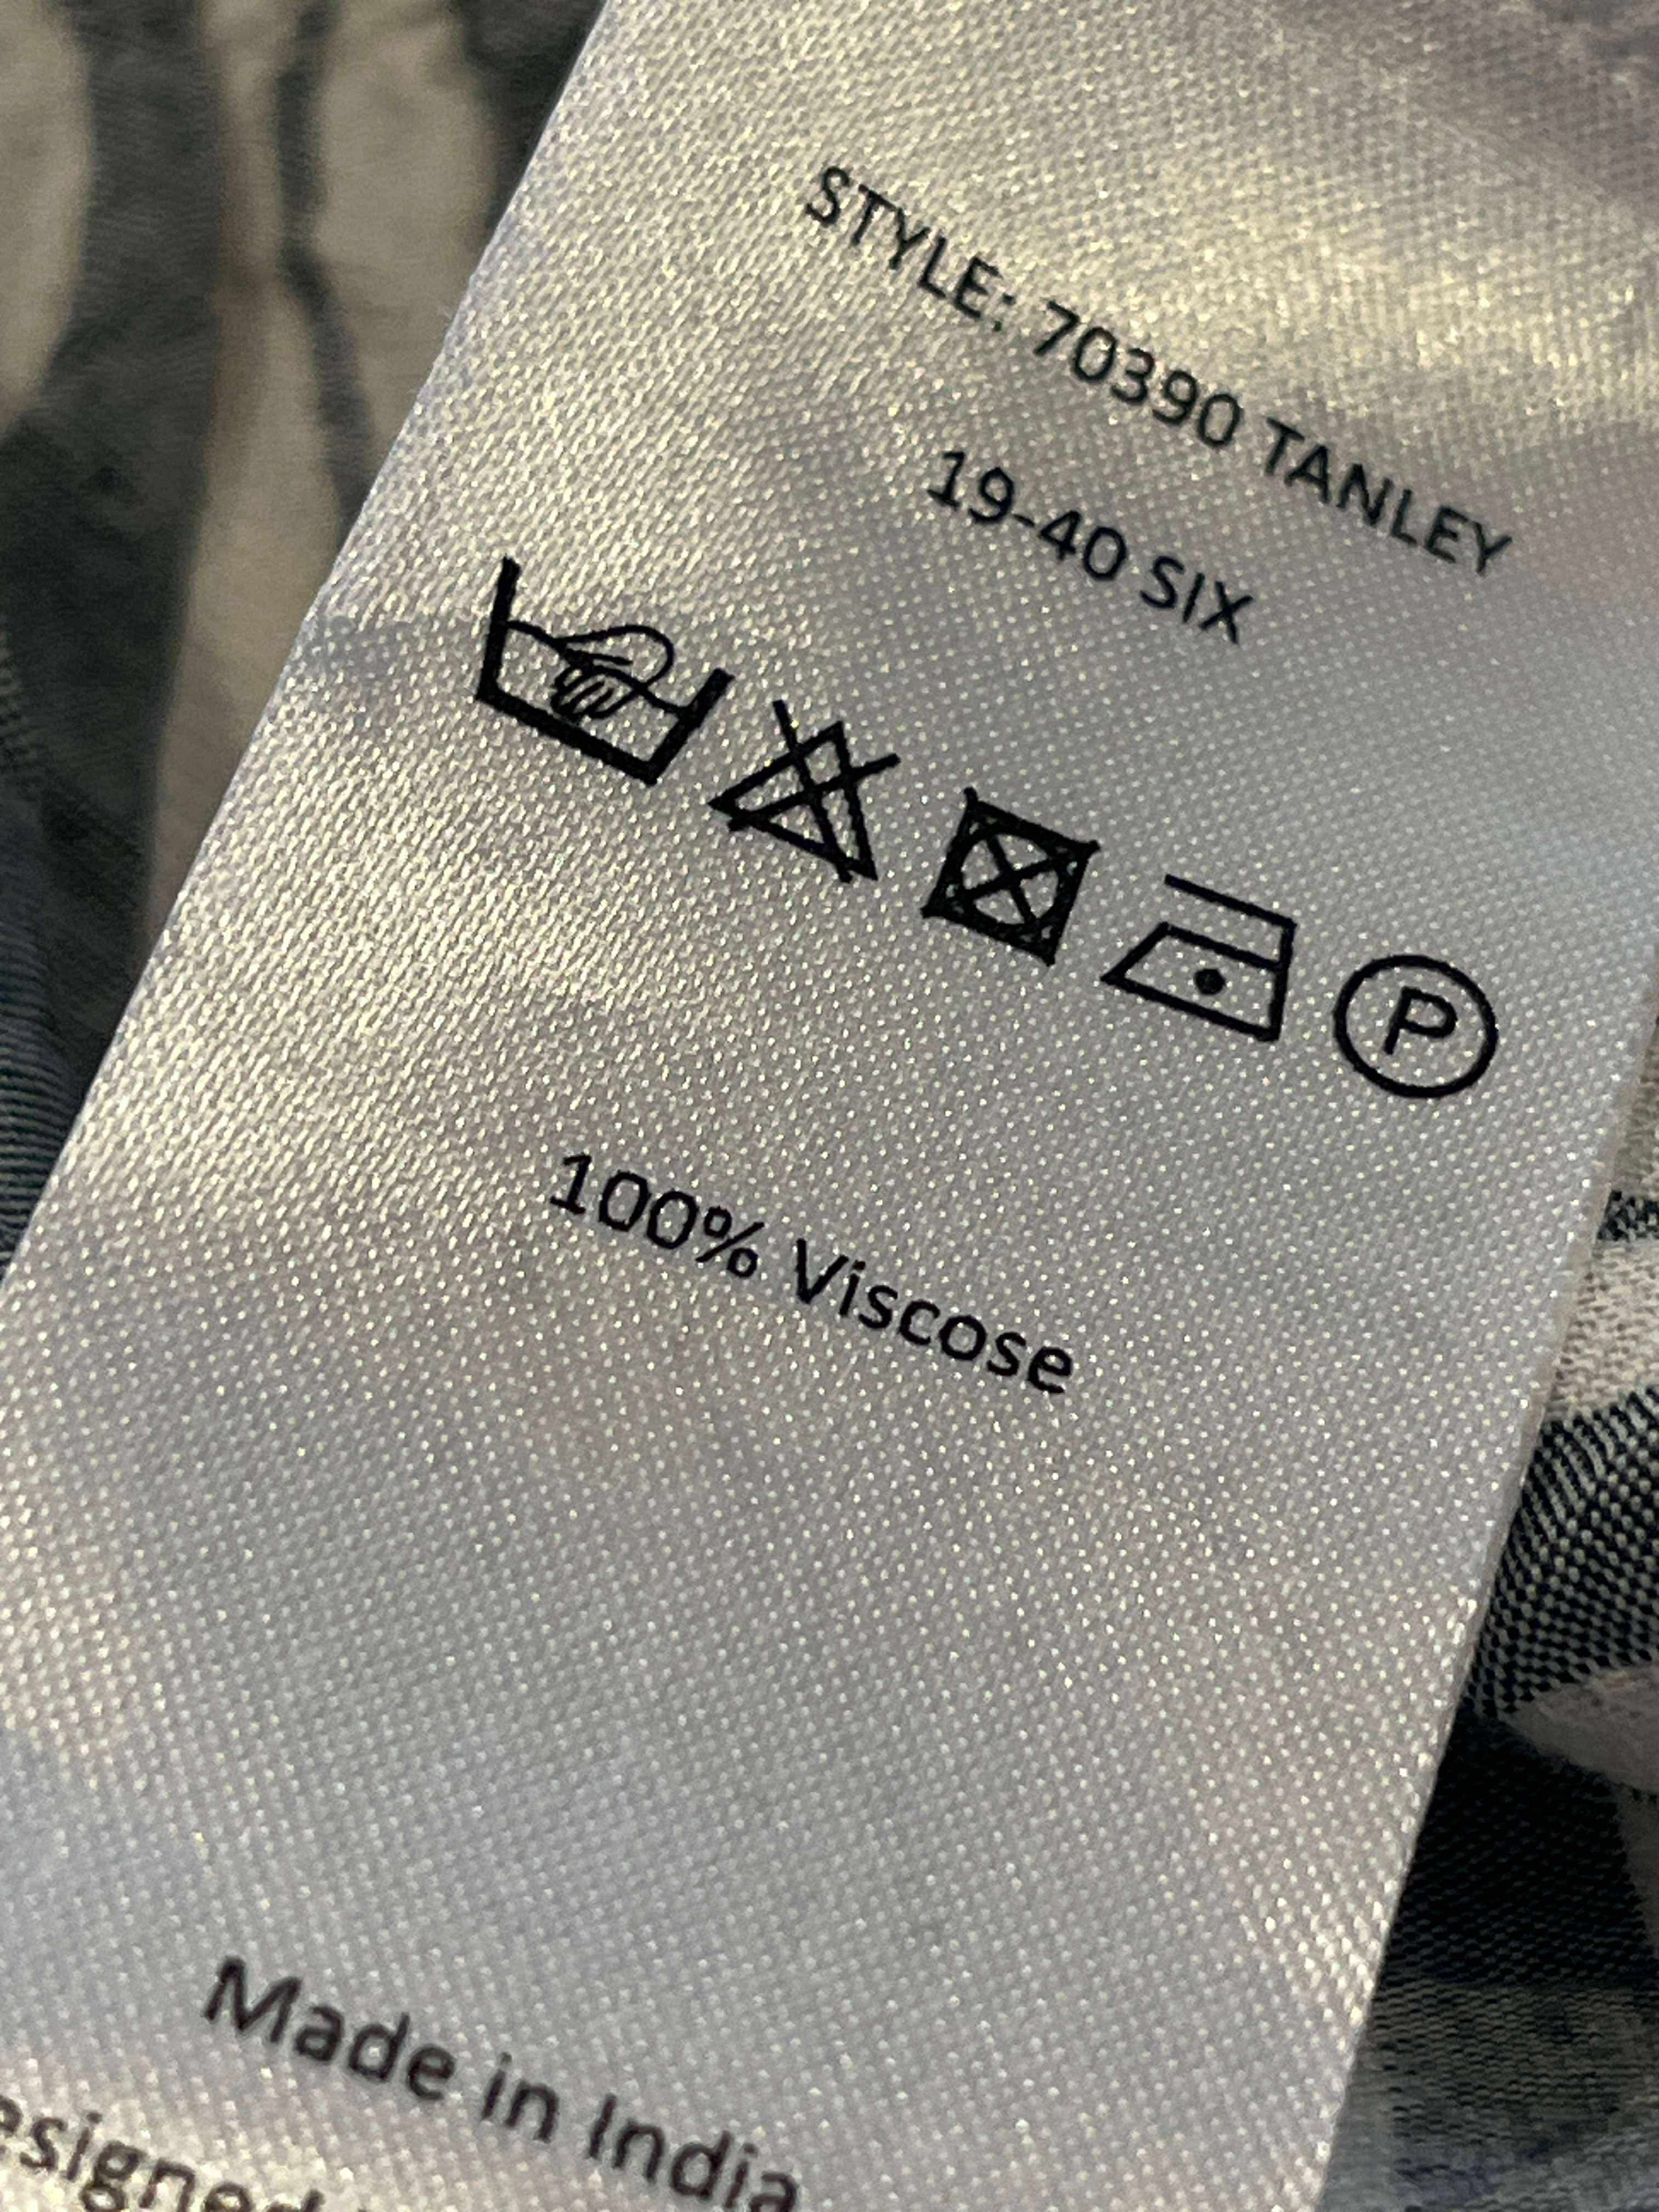 STYLE: 70390 TANLEY
19-40 SIX
P
100% Viscose
Made in India